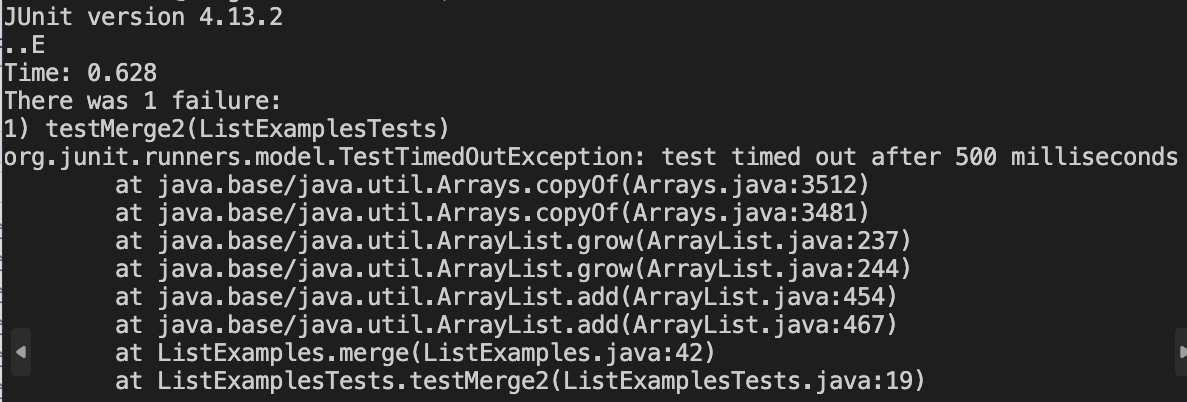 JUnit version 4.13.2
..E
Time: 0.628
There was 1 failure:
1) testMerge2(ListExamplesTests)
org.junit.runners.model.TestTimedOutException: test timed out after 500 milliseconds
        at java.base/java.util.Arrays.copyOf(Arrays.java:3512)
        at java.base/java.util.Arrays.copyOf(Arrays.java:3481)
        at java.base/java.util.ArrayList.grow(ArrayList.java:237)
        at java.base/java.util.ArrayList.grow(ArrayList.java:244)
        at java.base/java.util.ArrayList.add(ArrayList.java:454)
        at java.base/java.util.ArrayList.add(ArrayList.java:467)
        at ListExamples.merge(ListExamples.java:42)
        at ListExamplesTests.testMerge2(ListExamplesTests.java:19)